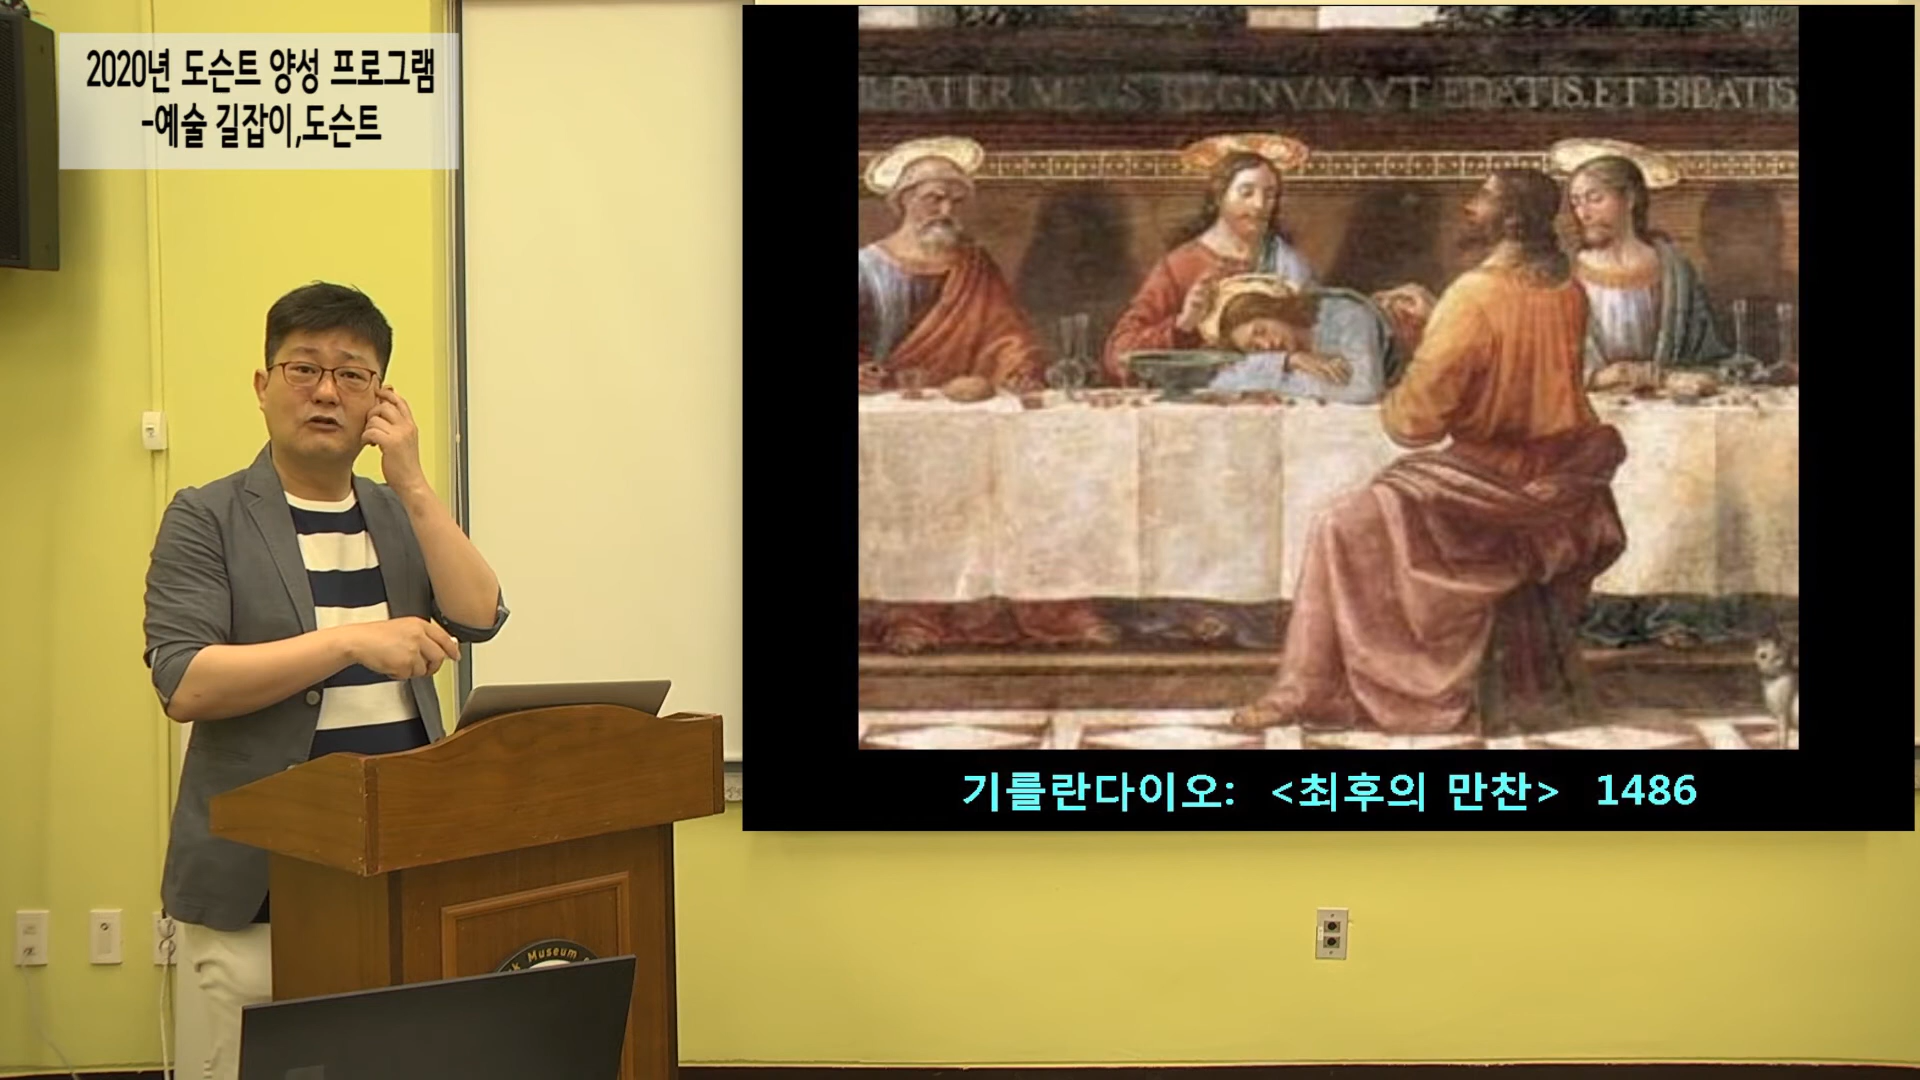 2020년 도슨트 양성 프로그램
-예술 길잡이,도슨트
PATER MEVS REGNVM VT EDATIS.ET BIBATIS
기를란다이오: <최후의 만찬> 1486
Museum